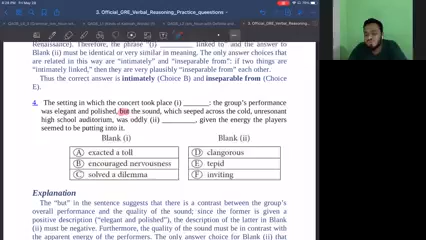 3. Official_GRE_Verbal_Reasoning_Practice_queestions
Renaissance). Therefore, the phrase "(i) ________ linked to" and the answer to
Blank (ii) must be identical or very similar in meaning. The only answer choices
that are related in this way are "intimately" and "inseparable from": if two things
are "intimately linked," then they are very plausibly "inseparable from" each other.
Thus the correct answer is intimately (Choice B) and inseparable from (Choice
E).
4. The setting in which the concert took place (i) _______: the group's performance
was elegant and polished, but the sound, which seeped across the cold, unresonant
high school auditorium, was oddly (ii) _________, given the energy the players
seemed to be putting into it.
Blank (i) Blank (ii)
A exacted a toll D clangorous
B encouraged nervousness E tepid
C solved a dilemma F inviting
Explanation
The "but" in the sentence suggests that there is a contrast between the group's
overall performance and the quality of the sound; since the former is given a
positive description ("elegant and polished"), the description of the latter in Blank
(ii) must be negative. Furthermore, the quality of the sound must be in contrast with
the apparent energy of the performers. The only answer choice for Blank (ii) that